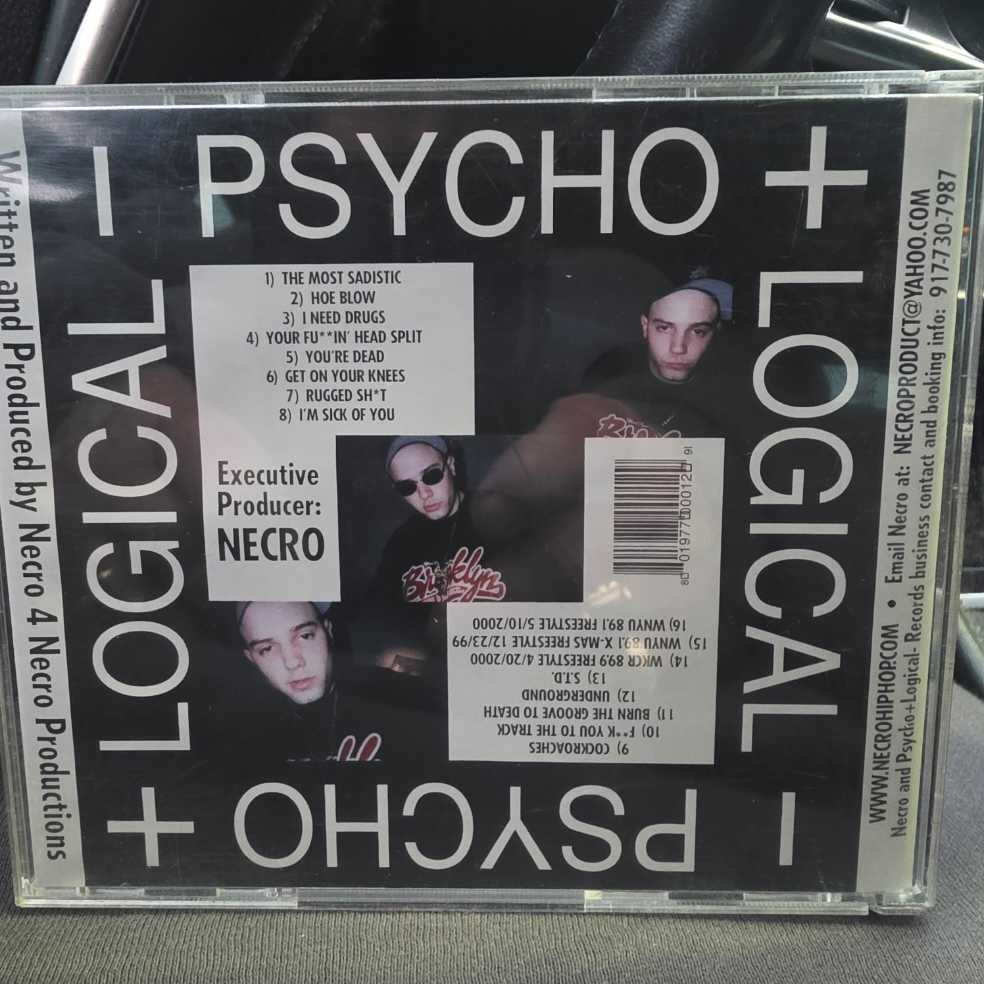 - PSYCHO +
LOGICAL -
PSYCHO +
LOGICAL
1) THE MOST SADISTIC
2) HOE BLOW
3) I NEED DRUGS
4) YOUR FU**IN' HEAD SPLIT
5) YOU'RE DEAD
6) GET ON YOUR KNEES
7) RUGGED SH*T
8) I'M SICK OF YOU
Executive
Producer:
NECRO
Brooklyn
9) COCKROACHES
10) F**K YOU TO THE TRACK
11) BURN THE GROOVE TO DEATH
12) UNDERGROUND
13) S.T.D.
14) WKCR 89.9 FREESTYLE 4/20/2000
15) WNYU 89.1 X-MAS FREESTYLE 12/23/99
16) WNYU 89.1 FREESTYLE 5/10/2000
Written and Produced by Necro 4 Necro Productions
WWW.NECROHIPHOP.COM • Email Necro at: NECROPRODUCT@YAHOO.COM
Necro and Psycho+Logical- Records business contact and booking info: 917-730-7987